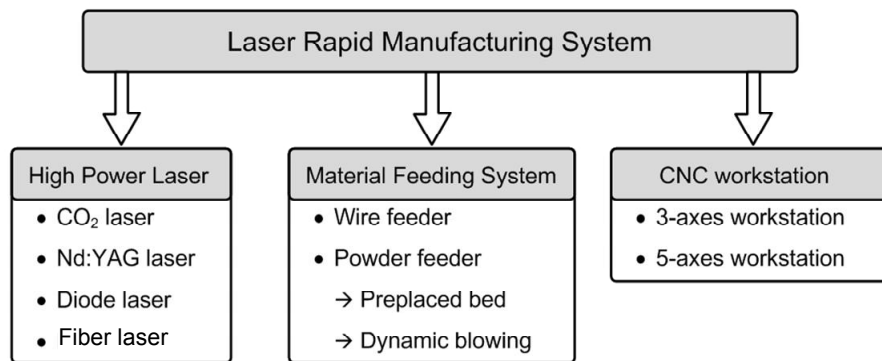 Laser Rapid Manufacturing System
High Power Laser
• CO₂ laser
• Nd:YAG laser
• Diode laser
• Fiber laser
Material Feeding System
• Wire feeder
• Powder feeder
→ Preplaced bed
→ Dynamic blowing
CNC workstation
• 3-axes workstation
• 5-axes workstation